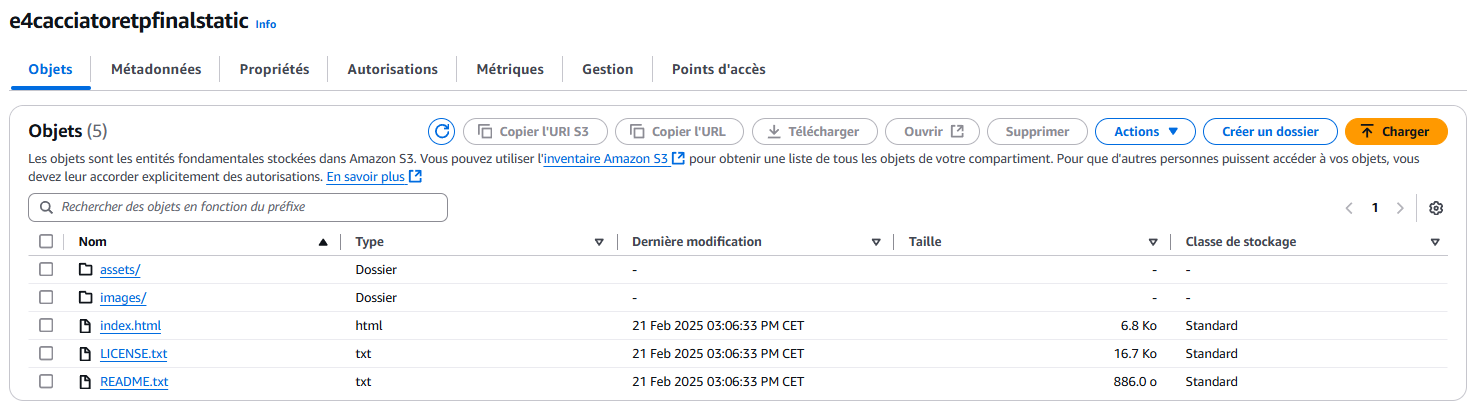 e4cacciatoretpfinalstatic Info
Objets Métadonnées Propriétés Autorisations Métriques Gestion Points d'accès
Objets (5) Copier l'URI S3 Copier l'URL Télécharger Ouvrir Supprimer Actions Créer un dossier Charger
Les objets sont les entités fondamentales stockées dans Amazon S3. Vous pouvez utiliser l'inventaire Amazon S3 pour obtenir une liste de tous les objets de votre compartiment. Pour que d'autres personnes puissent accéder à vos objets, vous
devez leur accorder explicitement des autorisations. En savoir plus
Rechercher des objets en fonction du préfixe 1
Nom Type Dernière modification Taille Classe de stockage
assets/ Dossier - - -
images/ Dossier - - -
index.html html 21 Feb 2025 03:06:33 PM CET 6.8 Ko Standard
LICENSE.txt txt 21 Feb 2025 03:06:33 PM CET 16.7 Ko Standard
README.txt txt 21 Feb 2025 03:06:33 PM CET 886.0 o Standard